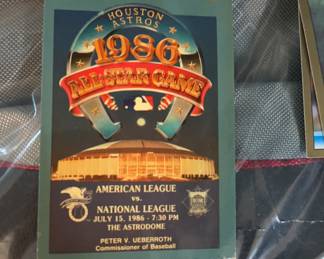 HOUSTON
ASTROS
1986
ALL-STAR GAME
AMERICAN LEAGUE
vs.
NATIONAL LEAGUE
JULY 15, 1986 - 7:30 PM
THE ASTRODOME
PETER V. UEBERROTH
Commissioner of Baseball